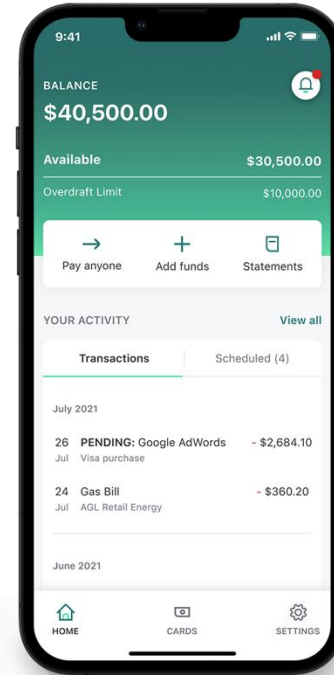 9:41
BALANCE
$40,500.00
Available $30,500.00
Overdraft Limit $10,000.00
Pay anyone Add funds Statements
YOUR ACTIVITY View all
Transactions Scheduled (4)
July 2021
26 PENDING: Google AdWords - $2,684.10
Jul Visa purchase
24 Gas Bill - $360.20
Jul AGL Retail Energy
June 2021
HOME CARDS SETTINGS